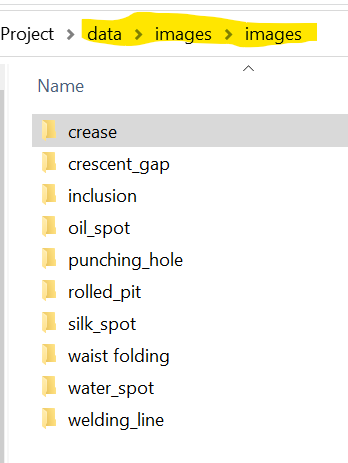 Project > data > images > images
Name
crease
crescent_gap
inclusion
oil_spot
punching_hole
rolled_pit
silk_spot
waist folding
water_spot
welding_line